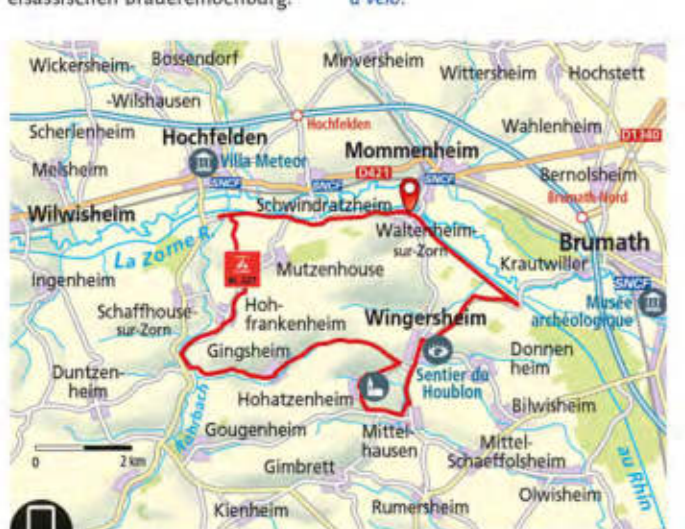 elsässischen Brauereihochburg.
à vélo.
Wickersheim-
Bossendorf
Minversheim
Wittersheim
Hochstett
-Wilshausen
Hochfelden
Wahlenheim
D1340
Scherlenheim
Hochfelden
Villa Meteor
Mommenheim
D421
SNCF
SNCF
SNCF
Bernolsheim
Melsheim
Brumath-Nord
Wilwisheim
Schwindratzheim
Waltenheim-
sur-Zorn
Brumath
La Zorne R.
Krautwiller
SNCF
Ingenheim
Mutzenhouse
Musée
archéologique
Schaffhouse-
sur-Zorn
Hoh-
frankenheim
Wingersheim
Gingsheim
Donnen
heim
Sentier du
Houblon
Duntzen-
heim
Hohatzenheim
Bilwisheim
Rohrbach
Gougenheim
Mittel-
hausen
Mittel-
Schaeffolsheim
au Rhin
0
2 km
Gimbrett
Olwisheim
Kienheim
Rumersheim